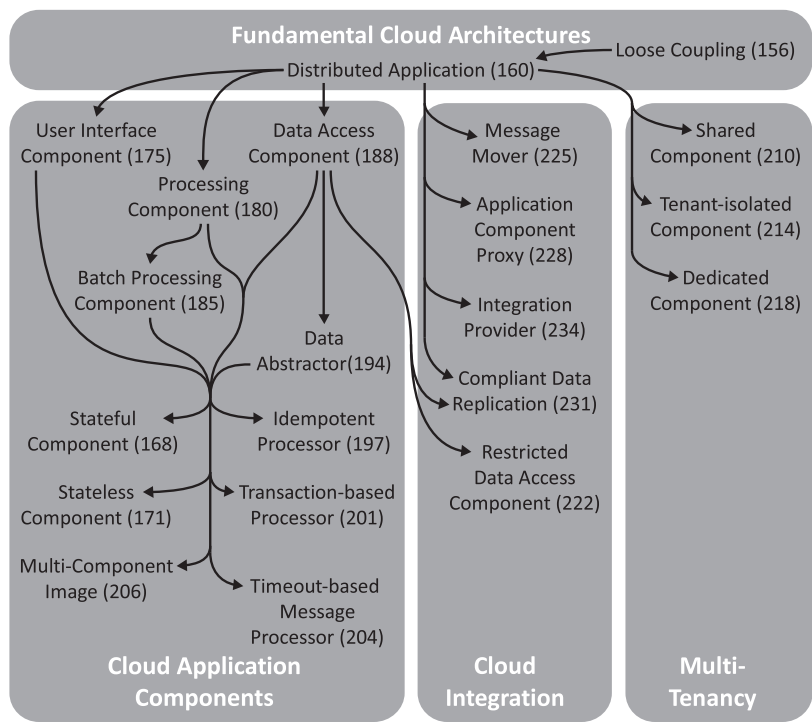 Fundamental Cloud Architectures
Loose Coupling (156)
Distributed Application (160)
User Interface
Component (175)
Data Access
Component (188)
Processing
Component (180)
Batch Processing
Component (185)
Data
Abstractor(194)
Stateful
Component (168)
Idempotent
Processor (197)
Stateless
Component (171)
Transaction-based
Processor (201)
Multi-Component
Image (206)
Timeout-based
Message
Processor (204)
Cloud Application
Components
Message
Mover (225)
Application
Component
Proxy (228)
Integration
Provider (234)
Compliant Data
Replication (231)
Restricted
Data Access
Component (222)
Cloud
Integration
Shared
Component (210)
Tenant-isolated
Component (214)
Dedicated
Component (218)
Multi-
Tenancy